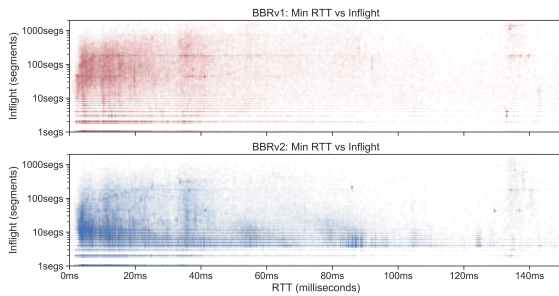 BBRv1: Min RTT vs Inflight
Inflight (segments)
1000segs
100segs
10segs
1segs
BBRv2: Min RTT vs Inflight
Inflight (segments)
1000segs
100segs
10segs
1segs
0ms 20ms 40ms 60ms 80ms 100ms 120ms 140ms
RTT (milliseconds)